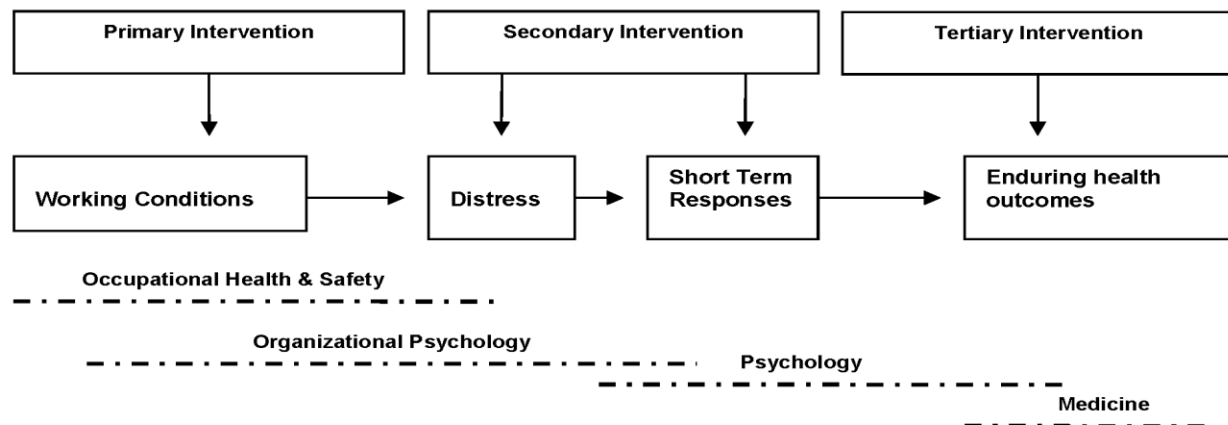 Primary Intervention
Secondary Intervention
Tertiary Intervention
Working Conditions
Distress
Short Term
Responses
Enduring health
outcomes
Occupational Health & Safety
Organizational Psychology
Psychology
Medicine